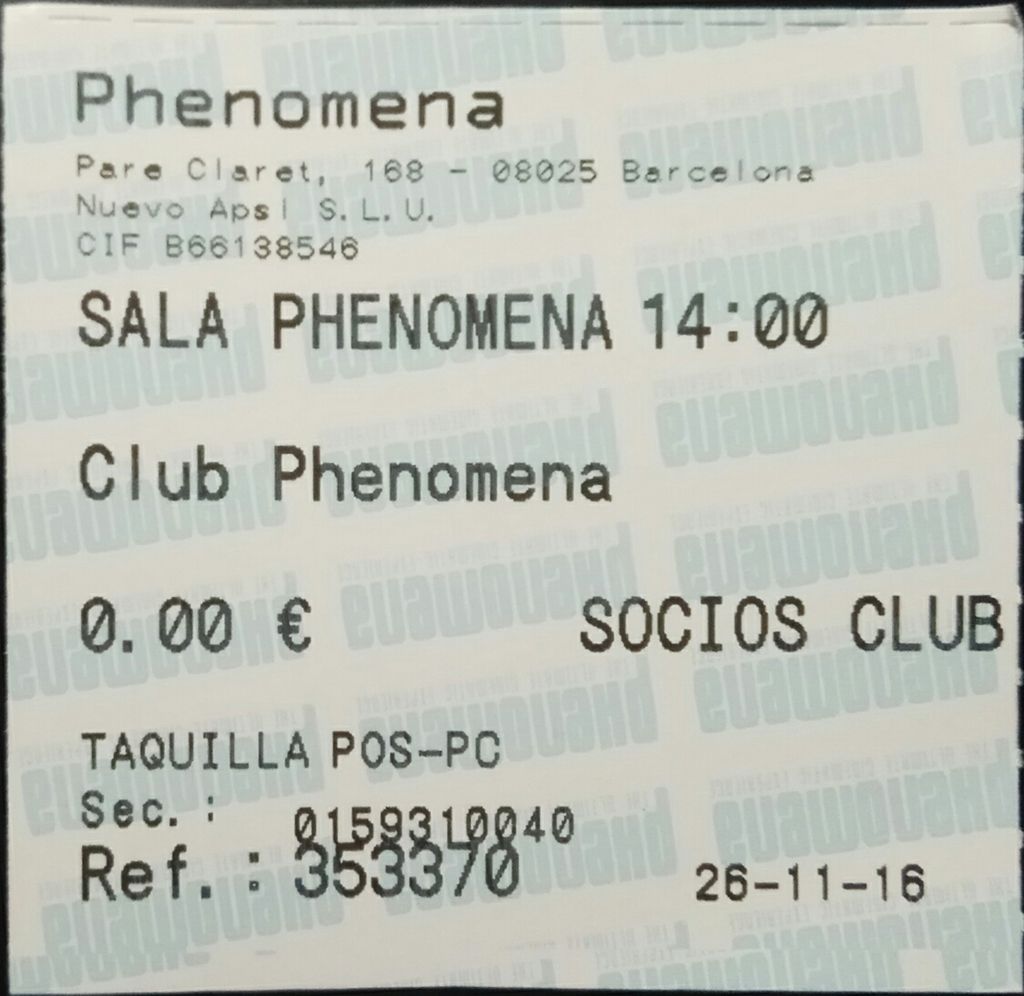 Phenomena
Pare Claret, 168 - 08025 Barcelona
Nuevo Apsi S.L.U.
CIF B66138546
SALA PHENOMENA 14:00
Club Phenomena
0.00 € SOCIOS CLUB
TAQUILLA POS-PC
Sec. : 0159310040
Ref. : 353370 26-11-16